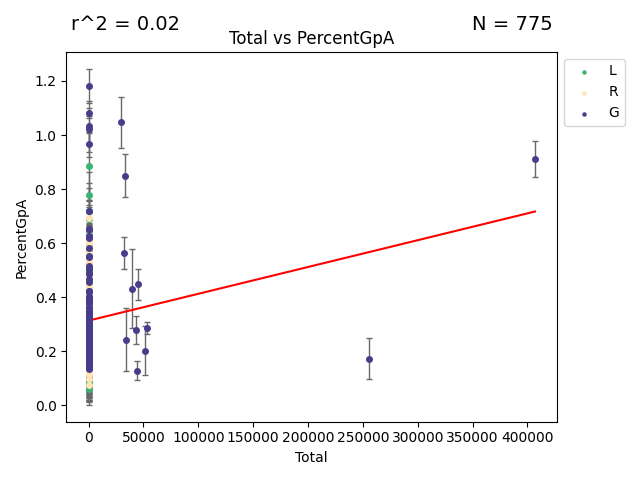 r^2 = 0.02
N = 775
Total vs PercentGpA
L
R
G
PercentGpA
1.2
1.0
0.8
0.6
0.4
0.2
0.0
0 50000 100000 150000 200000 250000 300000 350000 400000
Total